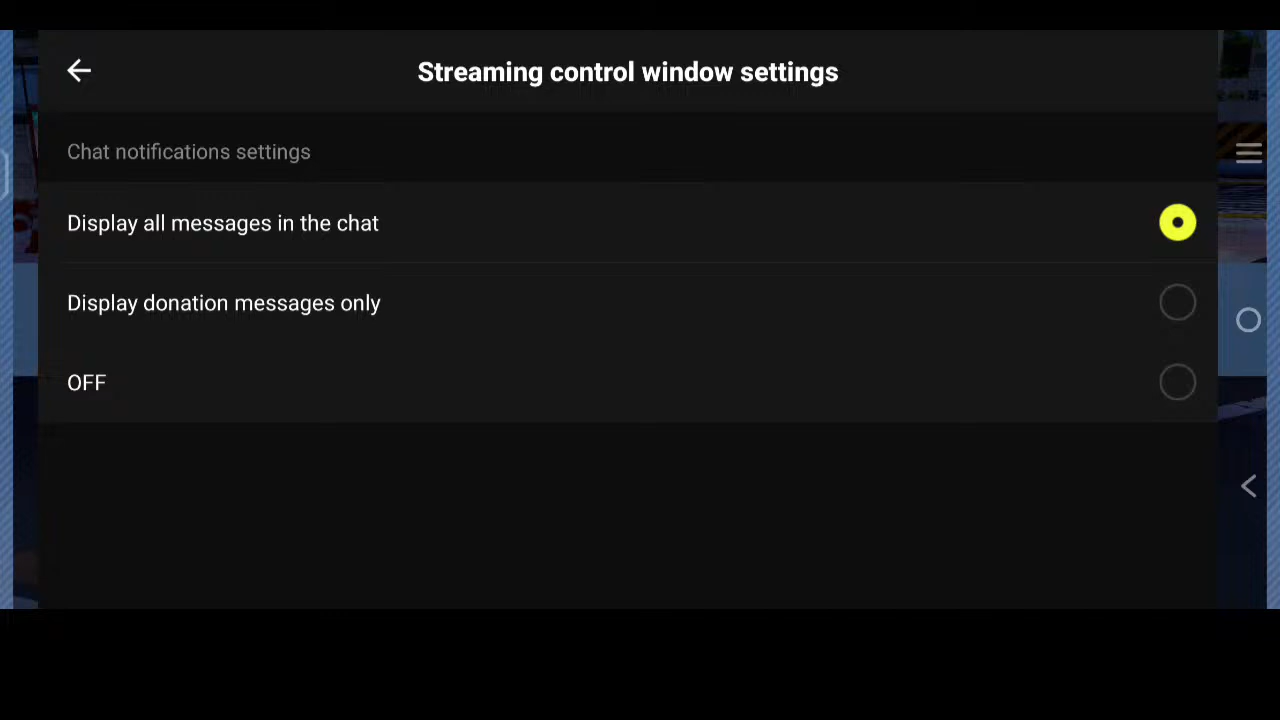 Streaming control window settings
Chat notifications settings
Display all messages in the chat
Display donation messages only
OFF